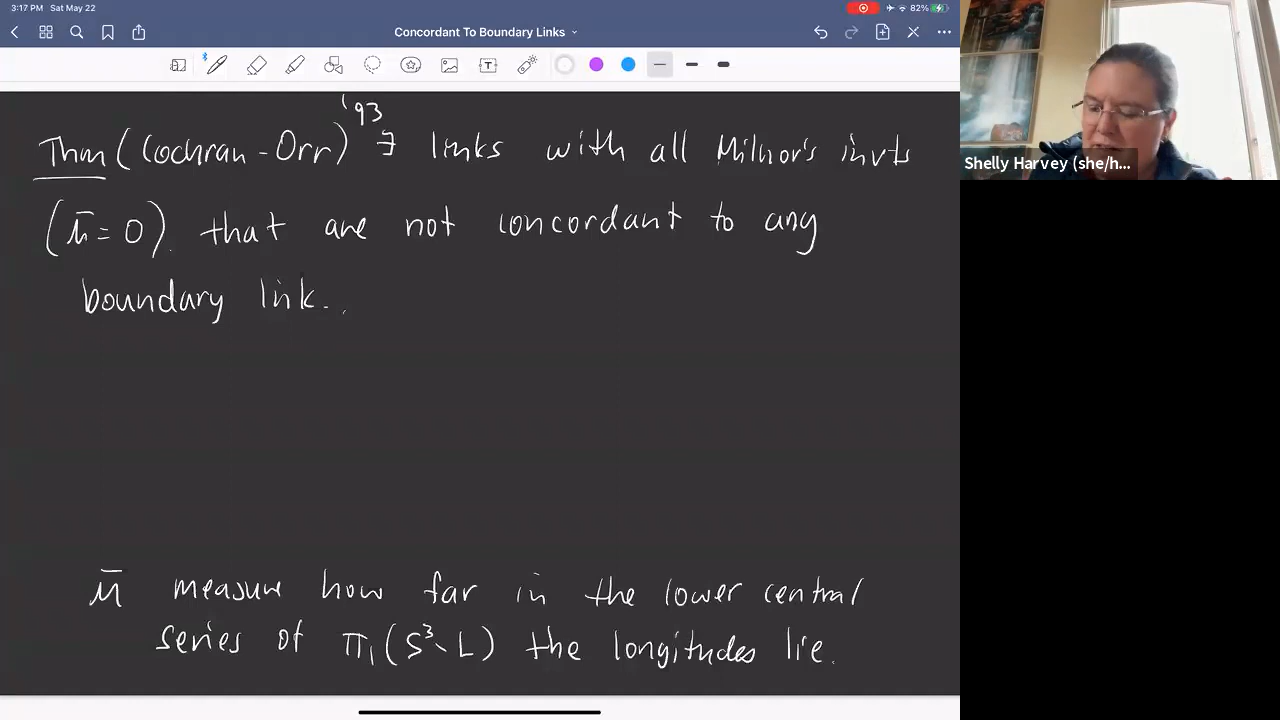 3:17 PM Sat May 22
82%
Concordant To Boundary Links
'93
Thm (Cochran-Orr) ∃ links with all Milnor's invts
(μ̄ = 0). that are not concordant to any
boundary link.
μ̄ measure how far in the lower central
series of π₁(S³∖L) the longitudes lie.
Shelly Harvey (she/h...